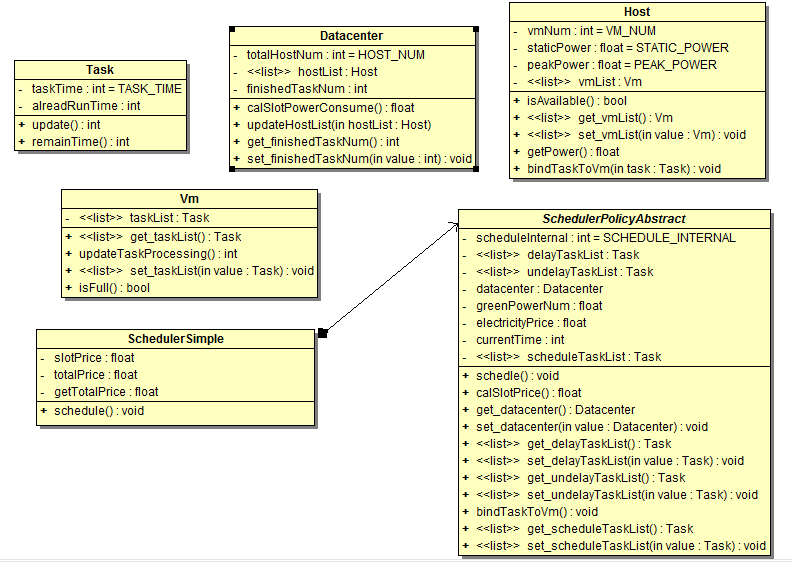 Task
- taskTime : int = TASK_TIME
- alreadRunTime : int
+ update() : int
+ remainTime() : int
Datacenter
- totalHostNum : int = HOST_NUM
- <<list>> hostList : Host
- finishedTaskNum : int
+ calSlotPowerConsume() : float
+ updateHostList(in hostList : Host)
+ get_finishedTaskNum() : int
+ set_finishedTaskNum(in value : int) : void
Host
- vmNum : int = VM_NUM
- staticPower : float = STATIC_POWER
- peakPower : float = PEAK_POWER
- <<list>> vmList : Vm
+ isAvailable() : bool
+ <<list>> get_vmList() : Vm
+ <<list>> set_vmList(in value : Vm) : void
+ getPower() : float
+ bindTaskToVm(in task : Task) : void
Vm
- <<list>> taskList : Task
+ <<list>> get_taskList() : Task
+ updateTaskProcessing() : int
+ <<list>> set_taskList(in value : Task) : void
+ isFull() : bool
SchedulerSimple
- slotPrice : float
- totalPrice : float
- getTotalPrice : float
+ schedule() : void
SchedulerPolicyAbstract
- scheduleInternal : int = SCHEDULE_INTERNAL
- <<list>> delayTaskList : Task
- <<list>> undelayTaskList : Task
- datacenter : Datacenter
- greenPowerNum : float
- electricityPrice : float
- currentTime : int
- <<list>> scheduleTaskList : Task
+ schedle() : void
+ calSlotPrice() : float
+ get_datacenter() : Datacenter
+ set_datacenter(in value : Datacenter) : void
+ <<list>> get_delayTaskList() : Task
+ <<list>> set_delayTaskList(in value : Task) : void
+ <<list>> get_undelayTaskList() : Task
+ <<list>> set_undelayTaskList(in value : Task) : void
+ bindTaskToVm() : void
+ <<list>> get_scheduleTaskList() : Task
+ <<list>> set_scheduleTaskList(in value : Task) : void